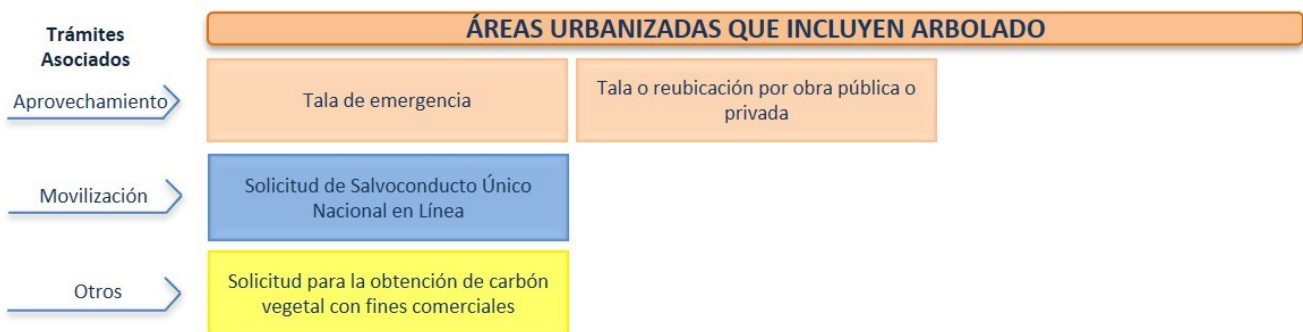 Trámites
Asociados
ÁREAS URBANIZADAS QUE INCLUYEN ARBOLADO
Aprovechamiento
Tala de emergencia
Tala o reubicación por obra pública o
privada
Movilización
Solicitud de Salvoconducto Único
Nacional en Línea
Otros
Solicitud para la obtención de carbón
vegetal con fines comerciales